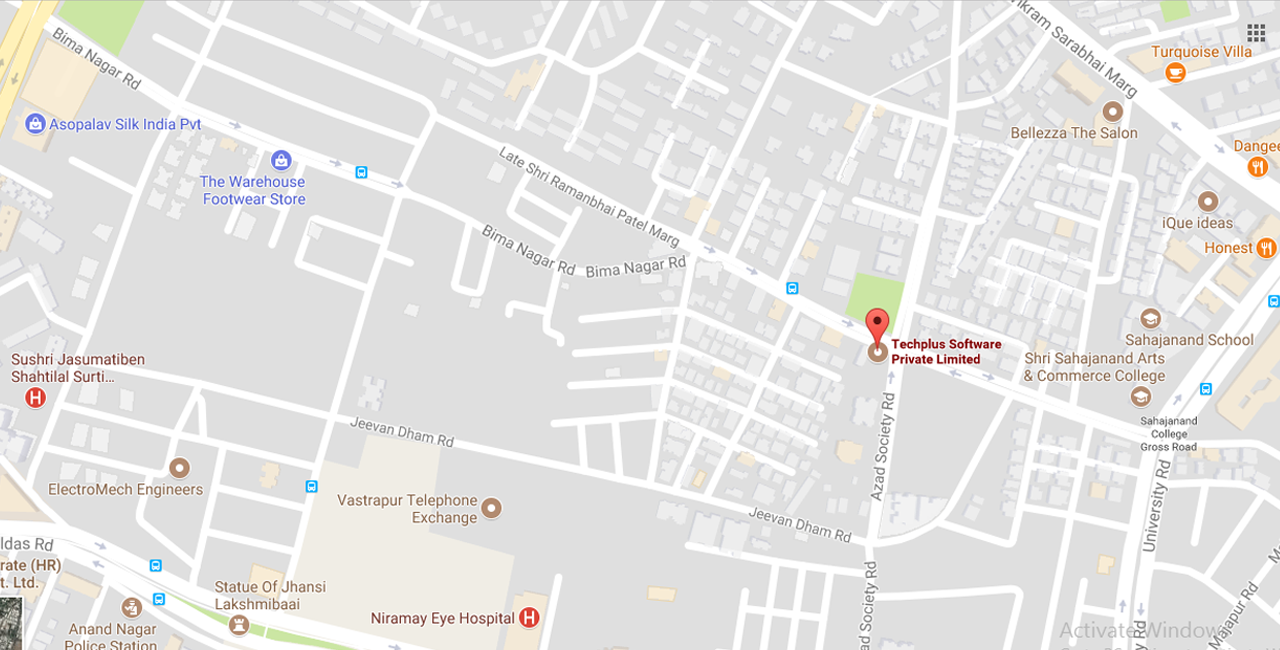 Vikram Sarabhai Marg
Bima Nagar Rd
Turquoise Villa
Asopalav Silk India Pvt
Bellezza The Salon
The Warehouse
Footwear Store
Late Shri Ramanbhai Patel Marg
iQue ideas
Bima Nagar Rd
Bima Nagar Rd
Honest
Techplus Software
Private Limited
Sahajanand School
Sushri Jasumatiben
Shahtilal Surti...
H
Shri Sahajanand Arts
& Commerce College
Jeevan Dham Rd
Azad Society Rd
Sahajanand
College
Gross Road
ElectroMech Engineers
Vastrapur Telephone
Exchange
University Rd
Jeevan Dham Rd
ldas Rd
rate (HR)
t. Ltd.
Statue Of Jhansi
Lakshmibaai
Niramay Eye Hospital
H
ad Society Rd
Anand Nagar
Police Station
y Rd
Majapur Rd
Activate Windows